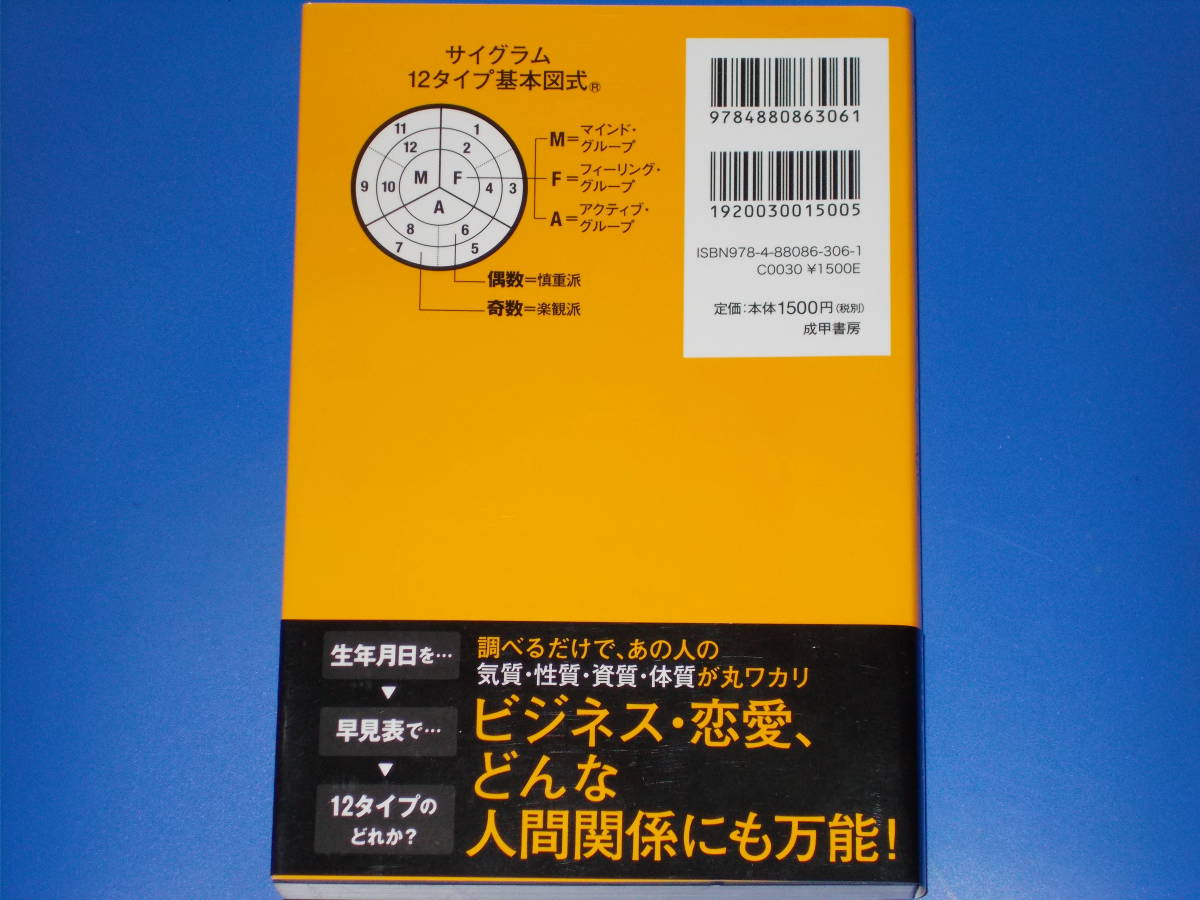 サイグラム
12タイプ基本図式®
11
1
12
2
M
F
9
10
4
3
A
8
6
7
5
M=マインド・
グループ
F=フィーリング・
グループ
A=アクティブ・
グループ
偶数=慎重派
奇数=楽観派
9784880863061
1920030015005
ISBN978-4-88086-306-1
C0030 ¥1500E
定価:本体1500円(税別)
成甲書房
生年月日を…
▼
早見表で…
▼
12タイプの
どれか?
調べるだけで、あの人の
気質・性質・資質・体質が丸ワカリ
ビジネス・恋愛、
どんな
人間関係にも万能!